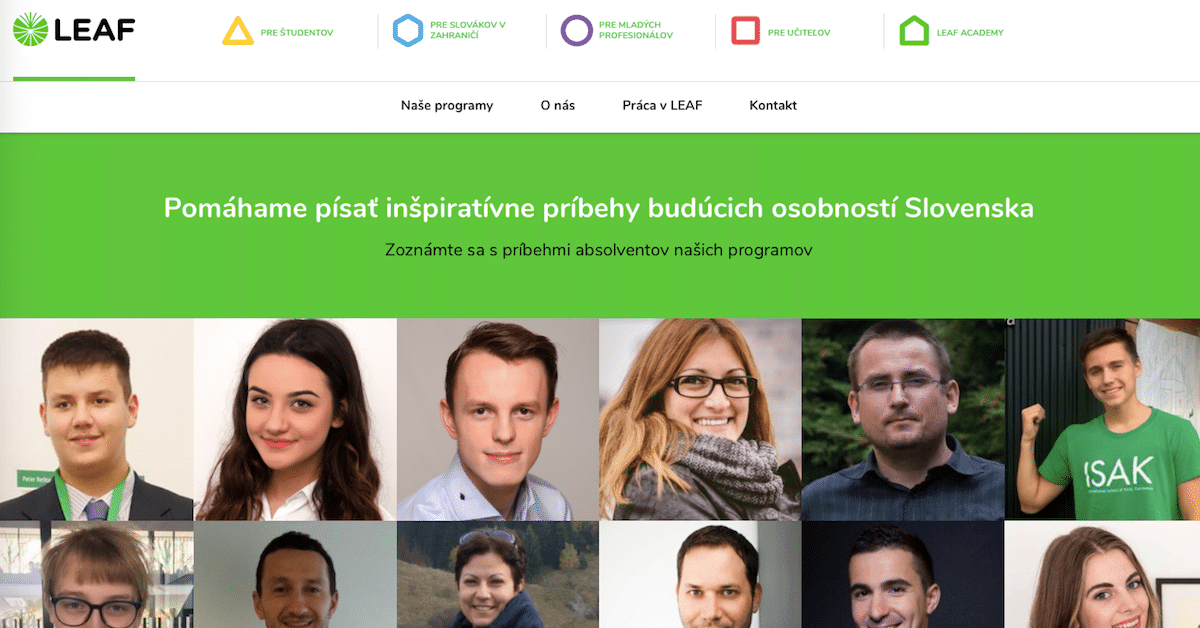 LEAF
PRE ŠTUDENTOV
PRE SLOVÁKOV V
ZAHRANIČÍ
PRE MLADÝCH
PROFESIONÁLOV
PRE UČITEĽOV
LEAF ACADEMY
Naše programy
O nás
Práca v LEAF
Kontakt
Pomáhame písať inšpiratívne príbehy budúcich osobností Slovenska
Zoznámte sa s príbehmi absolventov našich programov
ISAK